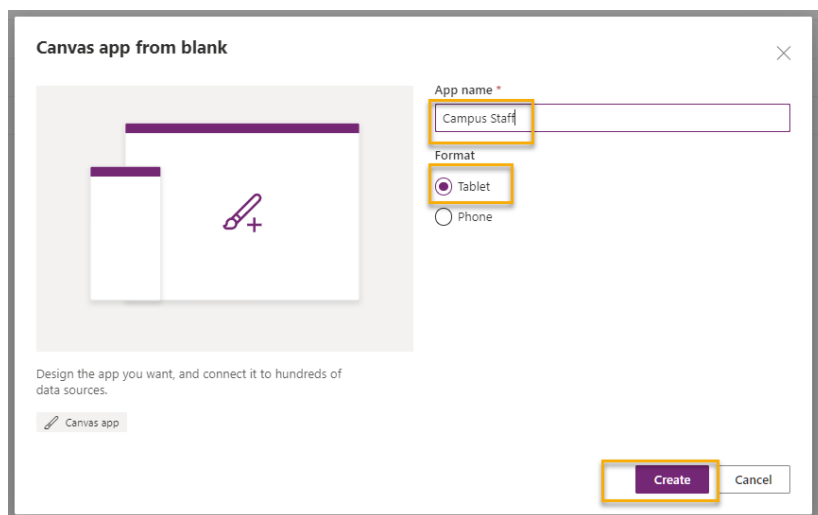 Canvas app from blank
App name *
Campus Staff
Format
Tablet
Phone
Design the app you want, and connect it to hundreds of
data sources.
Canvas app
Create
Cancel